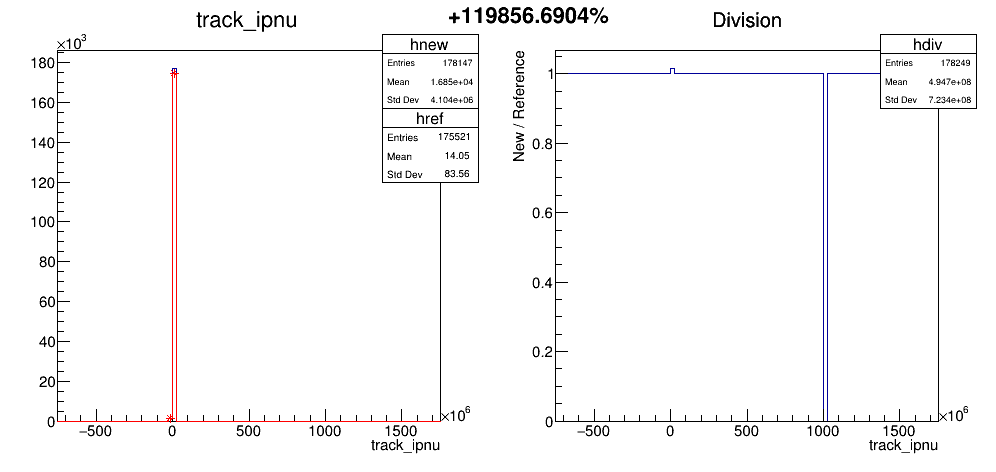 +119856.6904%
track_ipnu
×10³
180
160
140
120
100
80
60
40
20
0
−500 0 500 1000 1500
×10⁶
track_ipnu
hnew
Entries 178147
Mean 1.685e+04
Std Dev 4.104e+06
href
Entries 175521
Mean 14.05
Std Dev 83.56
Division
New / Reference
1
0.8
0.6
0.4
0.2
0
−500 0 500 1000 1500
×10⁶
track_ipnu
hdiv
Entries 178249
Mean 4.947e+08
Std Dev 7.234e+08